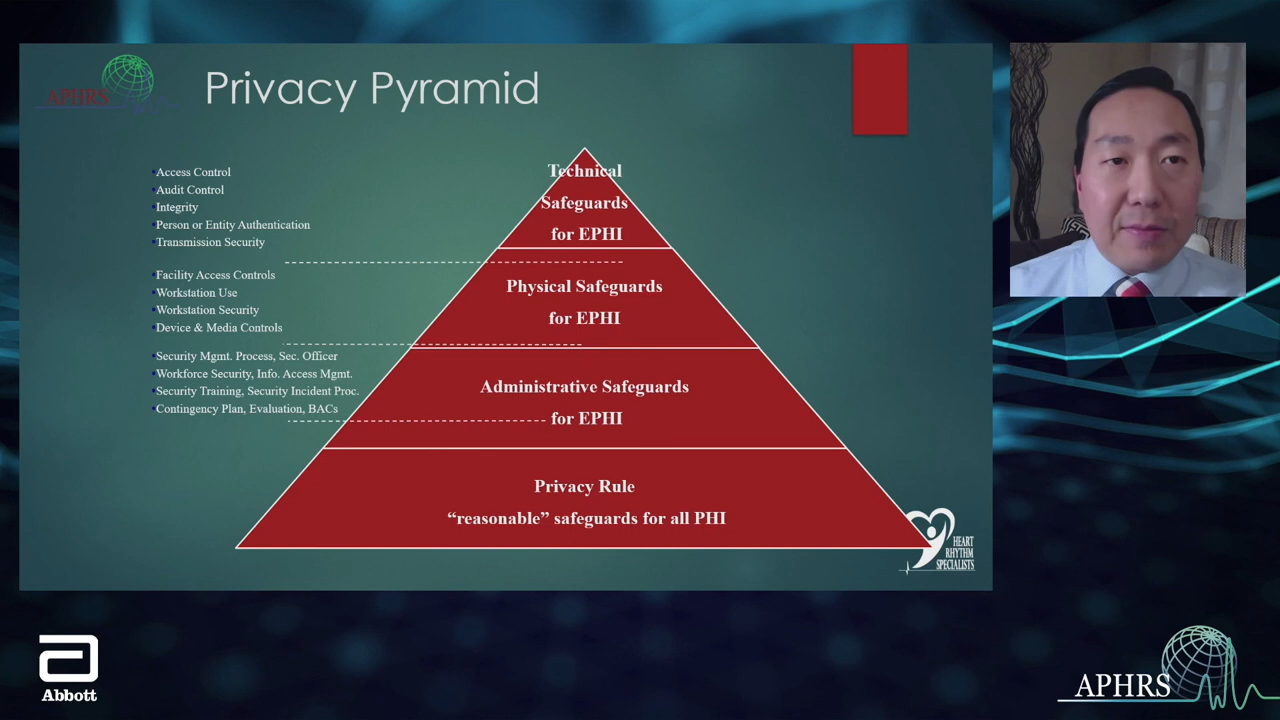 APHRS
Privacy Pyramid
•Access Control
•Audit Control
•Integrity
•Person or Entity Authentication
•Transmission Security
•Facility Access Controls
•Workstation Use
•Workstation Security
•Device & Media Controls
•Security Mgmt. Process, Sec. Officer
•Workforce Security, Info. Access Mgmt.
•Security Training, Security Incident Proc.
•Contingency Plan, Evaluation, BACs
Technical
Safeguards
for EPHI
Physical Safeguards
for EPHI
Administrative Safeguards
for EPHI
Privacy Rule
“reasonable” safeguards for all PHI
HEART
RHYTHM
SPECIALISTS
Abbott
APHRS